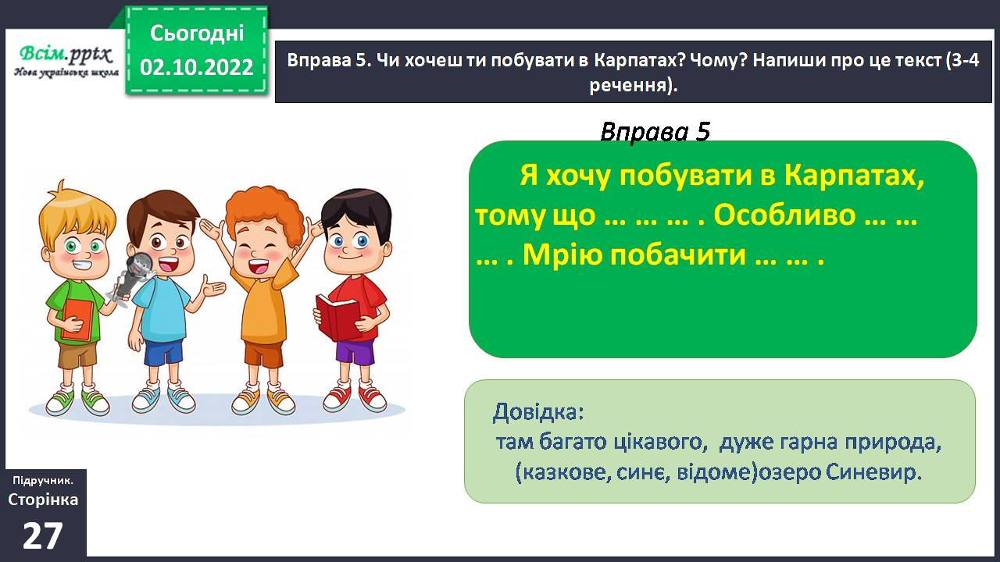 Сьогодні
02.10.2022
Всім.pptx
Нова українська школа
Вправа 5. Чи хочеш ти побувати в Карпатах? Чому? Напиши про це текст (3-4
речення).
Вправа 5
Я хочу побувати в Карпатах,
тому що … … … . Особливо … …
… . Мрію побачити … … .
Довідка:
там багато цікавого, дуже гарна природа,
(казкове, синє, відоме)озеро Синевир.
Підручник.
Сторінка
27